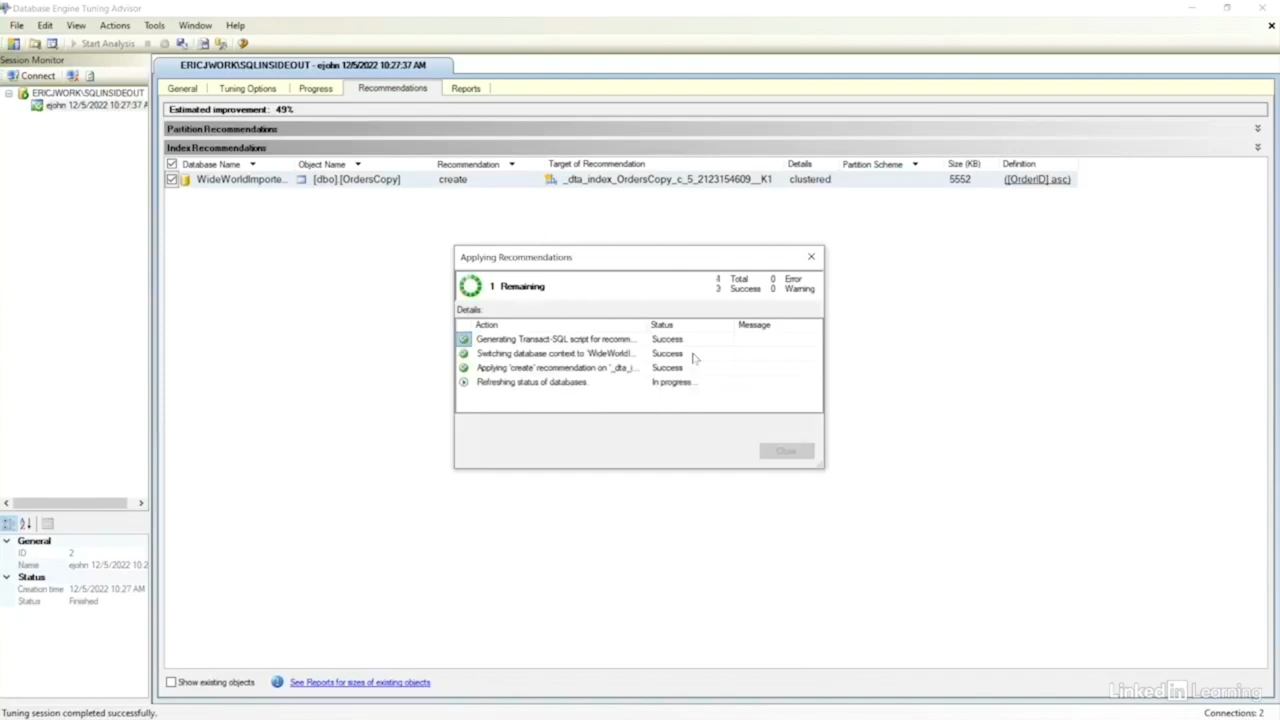 Database Engine Tuning Advisor
File Edit View Actions Tools Window Help
Start Analysis
Session Monitor
Connect
ERICJWORK\SQLINSIDEOUT
ejohn 12/5/2022 10:27:37 A
ERICJWORK\SQLINSIDEOUT - ejohn 12/5/2022 10:27:37 AM
General Tuning Options Progress Recommendations Reports
Estimated improvement: 49%
Partition Recommendations
Index Recommendations
Database Name Object Name Recommendation Target of Recommendation Details Partition Scheme Size (KB) Definition
WideWorldImporte... [dbo].[OrdersCopy] create _dta_index_OrdersCopy_c_5_2123154609__K1 clustered 5552 ([OrderID] asc)
Applying Recommendations
1 Remaining
4 Total 0 Error
3 Success 0 Warning
Details:
Action Status Message
Generating Transact-SQL script for recomm... Success
Switching database context to 'WideWorldI... Success
Applying 'create' recommendation on '_dta_i... Success
Refreshing status of databases. In progress...
Close
General
ID 2
Name ejohn 12/5/2022 10:2
Status
Creation time 12/5/2022 10:27 AM
Status Finished
Show existing objects See Reports for sizes of existing objects
Linked in Learning
Tuning session completed successfully. Connections: 2